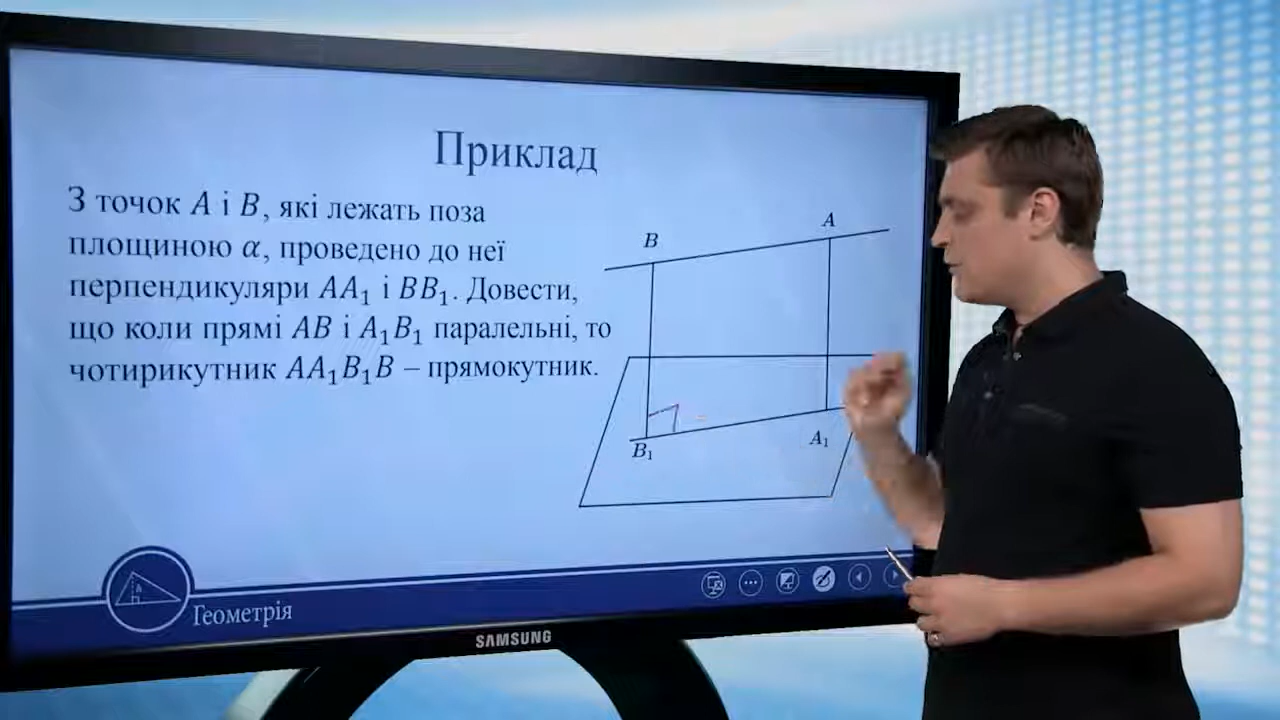 Приклад
З точок A і B, які лежать поза
площиною α, проведено до неї
перпендикуляри AA₁ і BB₁. Довести,
що коли прямі AB і A₁B₁ паралельні, то
чотирикутник AA₁B₁B – прямокутник.
B
A
B₁
A₁
Геометрія
SAMSUNG